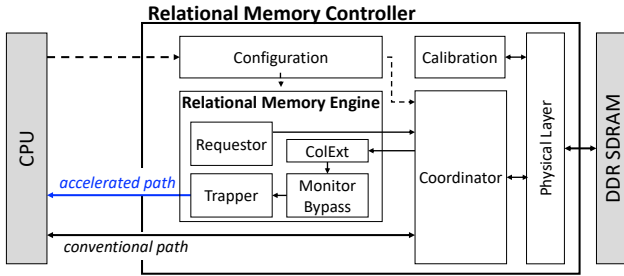 Relational Memory Controller
CPU
Configuration
Calibration
Relational Memory Engine
Requestor
ColExt
Trapper
Monitor
Bypass
Coordinator
Physical Layer
DDR SDRAM
accelerated path
conventional path